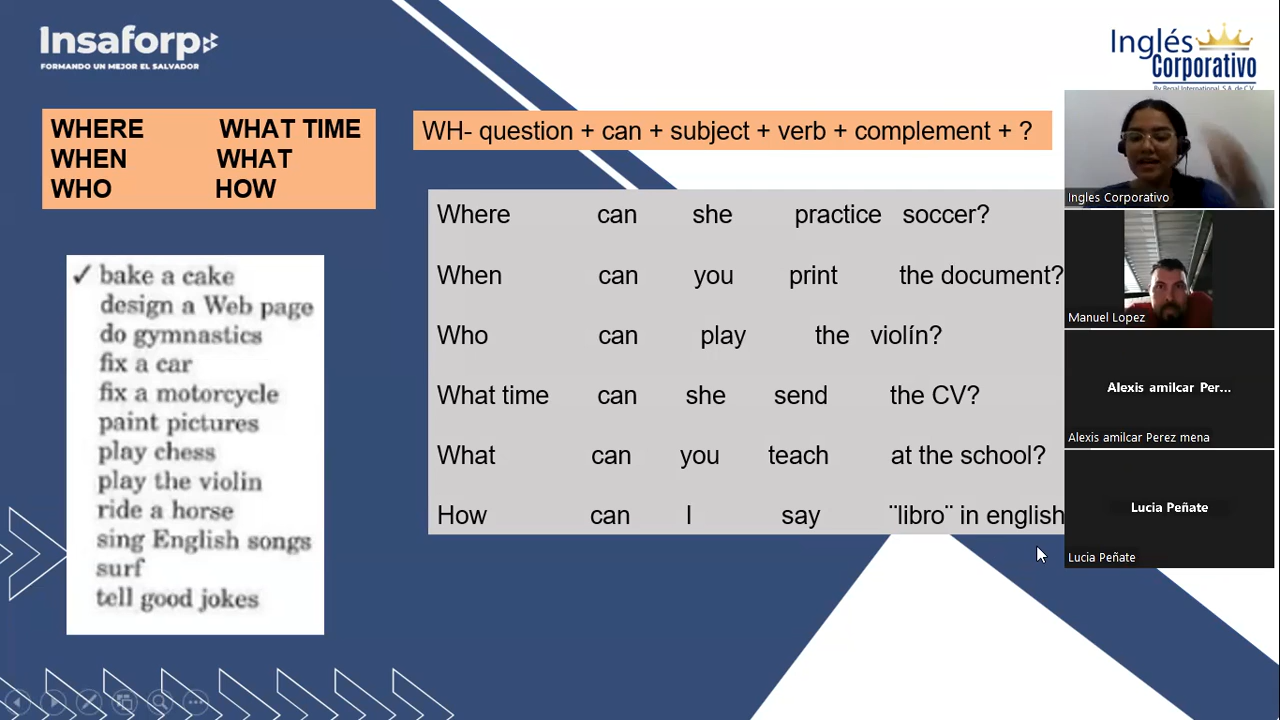 Insaforp
FORMANDO UN MEJOR EL SALVADOR
Inglés
Corporativo
WHERE WHAT TIME
WHEN WHAT
WHO HOW
WH- question + can + subject + verb + complement + ?
✓ bake a cake
design a Web page
do gymnastics
fix a car
fix a motorcycle
paint pictures
play chess
play the violin
ride a horse
sing English songs
surf
tell good jokes
Where can she practice soccer?
When can you print the document?
Who can play the violín?
What time can she send the CV?
What can you teach at the school?
How can I say ¨libro¨ in english
Ingles Corporativo
Manuel Lopez
Alexis amilcar Per...
Alexis amilcar Perez mena
Lucia Peñate
Lucia Peñate